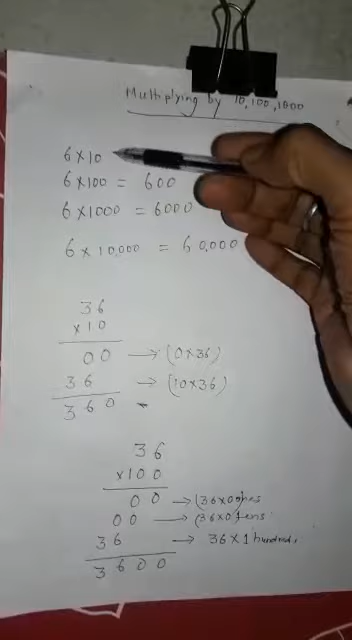 Multiplying by 10,100,1000
6×10
6×100 = 600
6×1000 = 6000
6×10,000 = 60,000
36
×10
00 → (0×36)
36 → (10×36)
360
36
×100
00 → (36×0)ones
00 → (36×0)tens
36 → 36×1 hundreds
3600